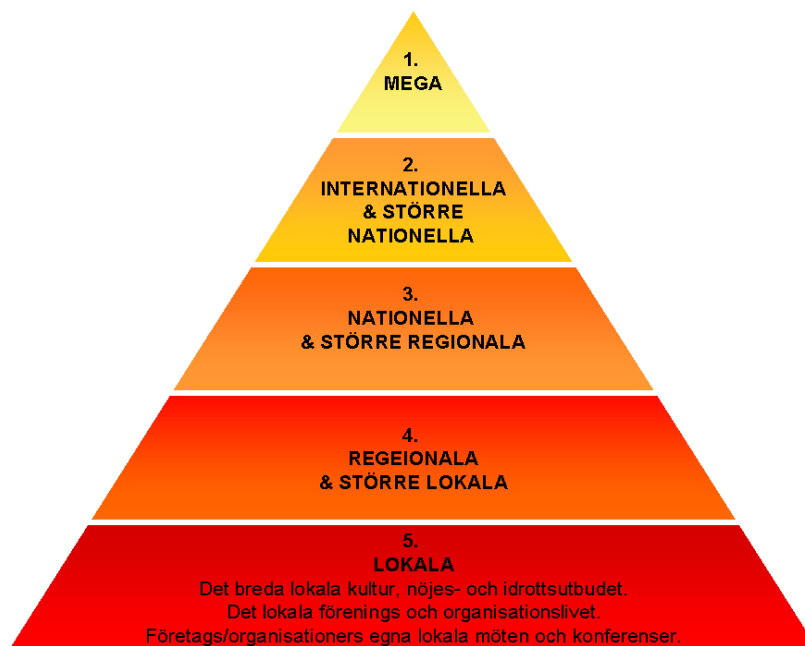 1.
MEGA
2.
INTERNATIONELLA
& STÖRRE
NATIONELLA
3.
NATIONELLA
& STÖRRE REGIONALA
4.
REGEIONALA
& STÖRRE LOKALA
5.
LOKALA
Det breda lokala kultur, nöjes- och idrottsutbudet.
Det lokala förenings och organisationslivet.
Företags/organisationers egna lokala möten och konferenser.